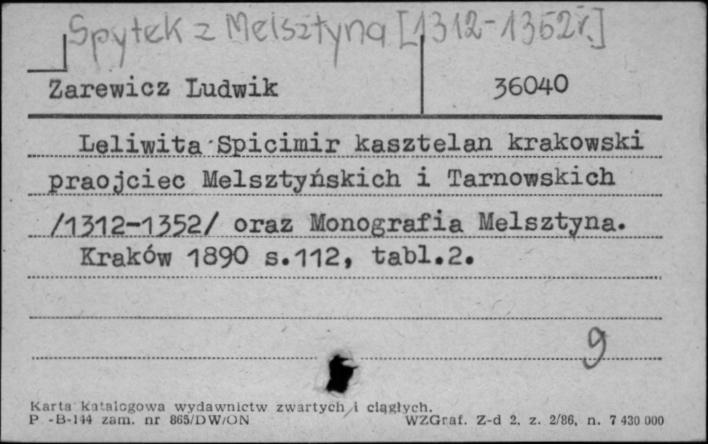 Spytek z Melsztyna [1312-1352r.]
Zarewicz Ludwik 36040
Leliwita Spicimir kasztelan krakowski
praojciec Melsztyńskich i Tarnowskich
/1312-1352/ oraz Monografia Melsztyna.
Kraków 1890 s.112, tabl.2.
9
Karta katalogowa wydawnictw zwartych i ciągłych.
P -B-144 zam. nr 865/DW/ON WZGraf. Z-d 2, z. 2/86, n. 7 430 000